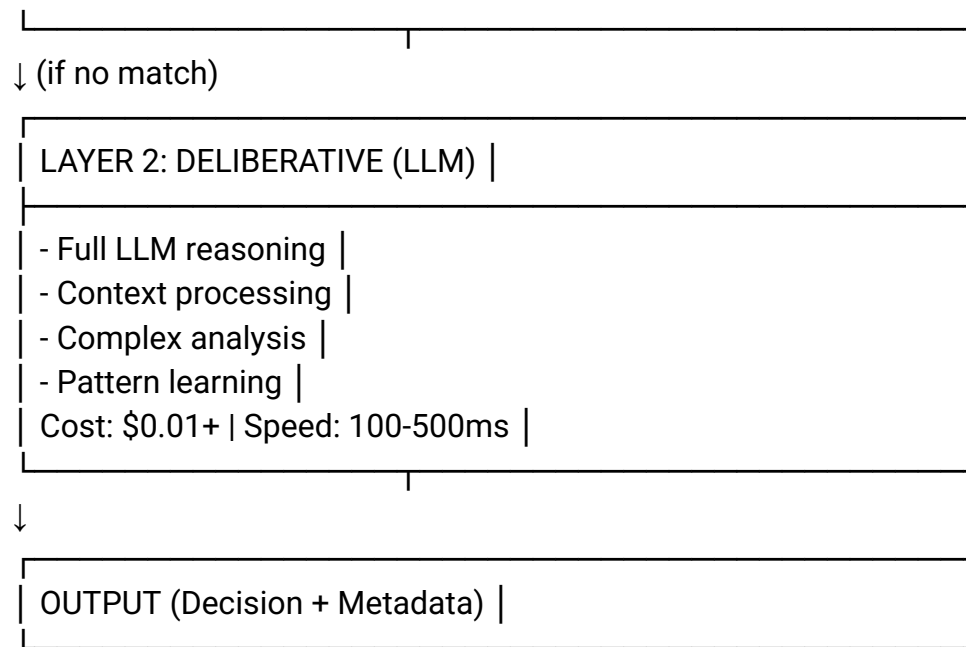 ↓ (if no match)
│ LAYER 2: DELIBERATIVE (LLM) │
│ - Full LLM reasoning │
│ - Context processing │
│ - Complex analysis │
│ - Pattern learning │
│ Cost: $0.01+ | Speed: 100-500ms │
↓
│ OUTPUT (Decision + Metadata) │